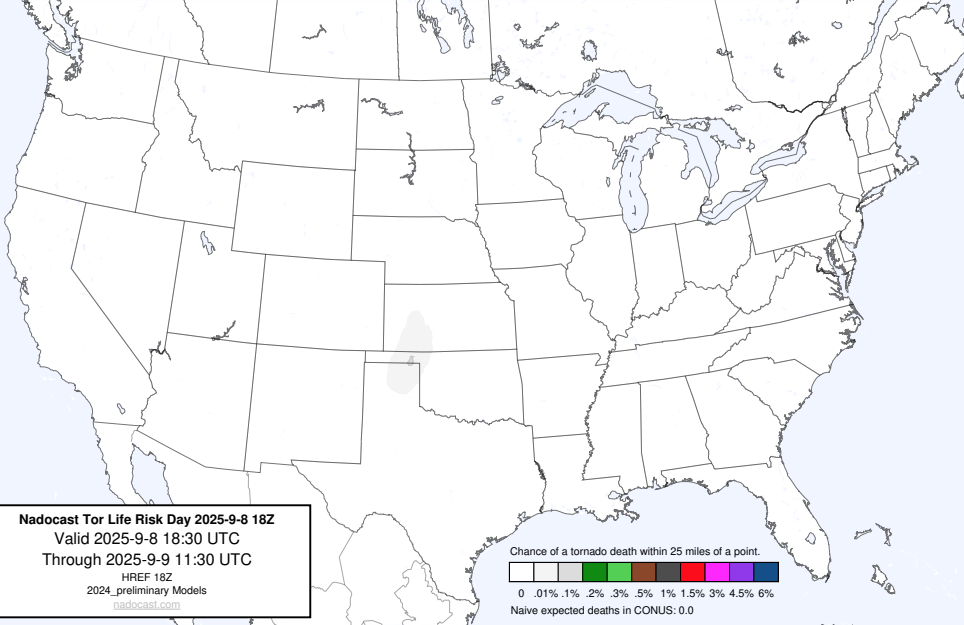 Nadocast Tor Life Risk Day 2025-9-8 18Z
Valid 2025-9-8 18:30 UTC
Through 2025-9-9 11:30 UTC
HREF 18Z
2024_preliminary Models
nadocast.com
Chance of a tornado death within 25 miles of a point.
0 .01% .1% .2% .3% .5% 1% 1.5% 3% 4.5% 6%
Naive expected deaths in CONUS: 0.0